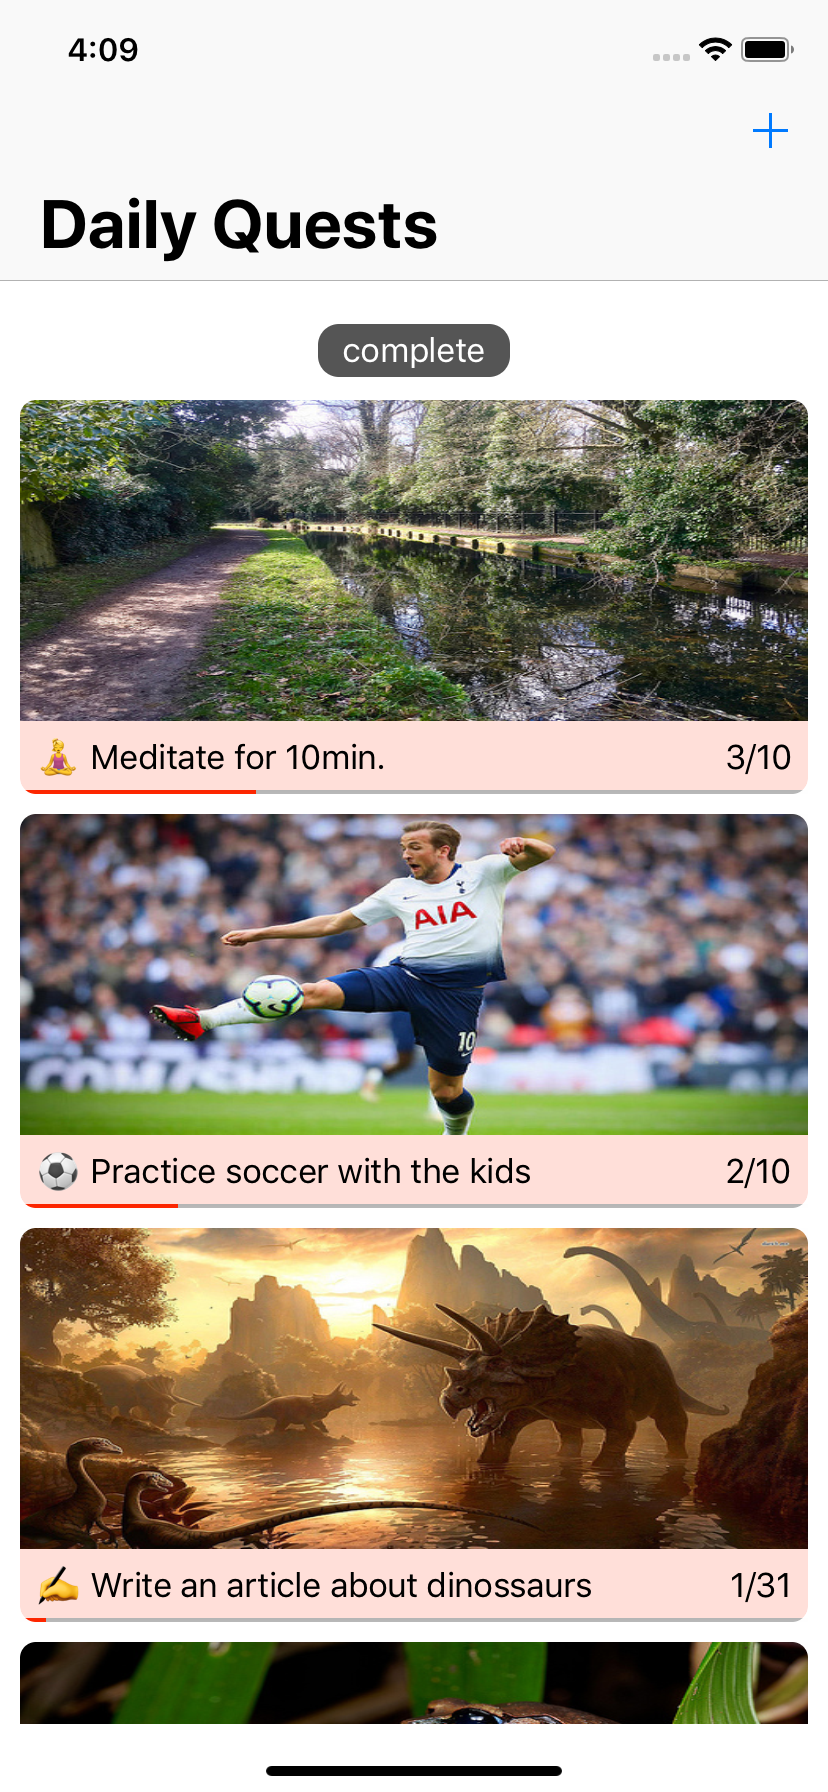 4:09
Daily Quests
complete
🧘‍♀️ Meditate for 10min. 3/10
AIA
10
⚽ Practice soccer with the kids 2/10
✍️ Write an article about dinossaurs 1/31